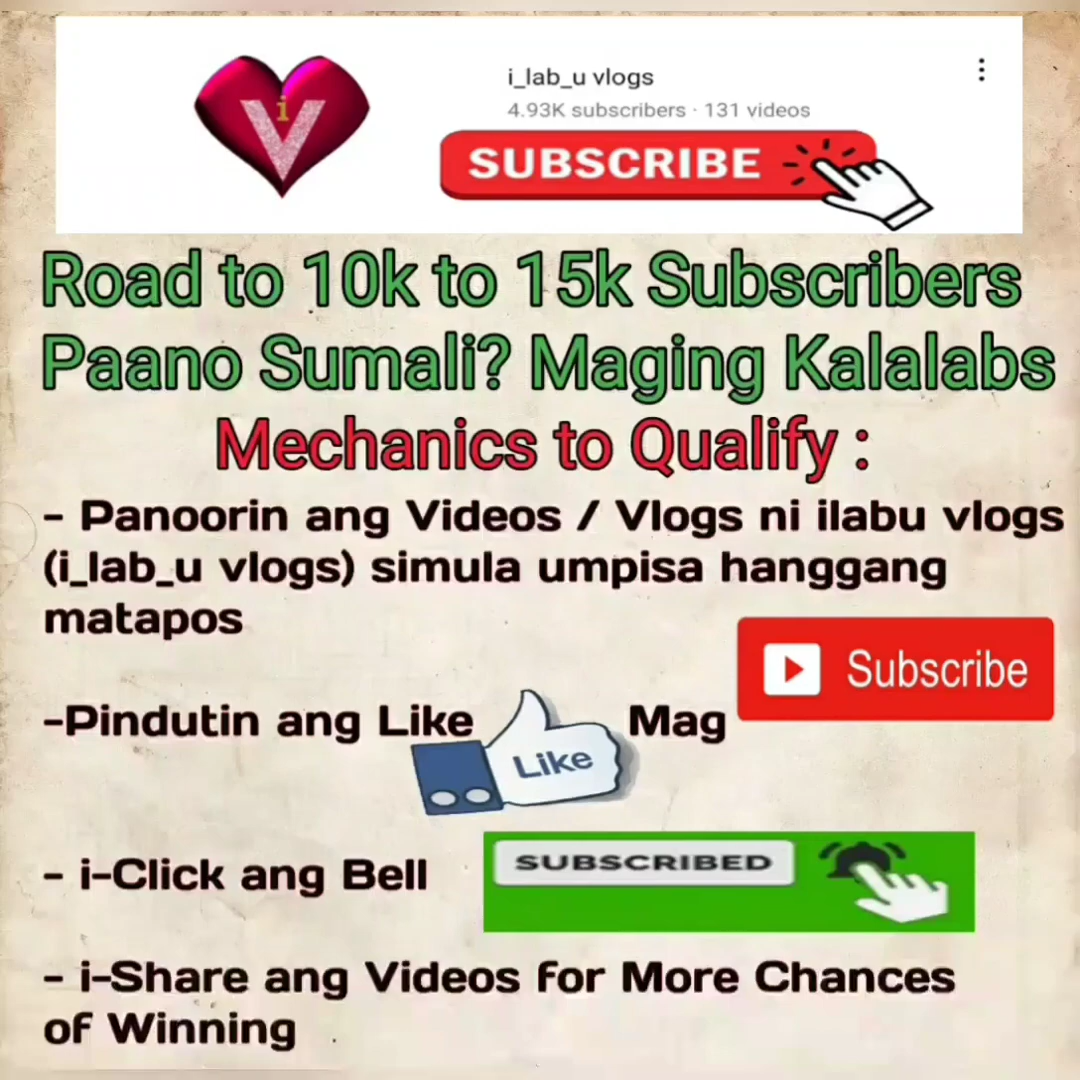 i
V
i_lab_u vlogs
4.93K subscribers · 131 videos
SUBSCRIBE
Road to 10k to 15k Subscribers
Paano Sumali? Maging Kalalabs
Mechanics to Qualify :
- Panoorin ang Videos / Vlogs ni ilabu vlogs
(i_lab_u vlogs) simula umpisa hanggang
matapos
Subscribe
-Pindutin ang Like Mag
Like
- i-Click ang Bell
SUBSCRIBED
- i-Share ang Videos for More Chances
of Winning